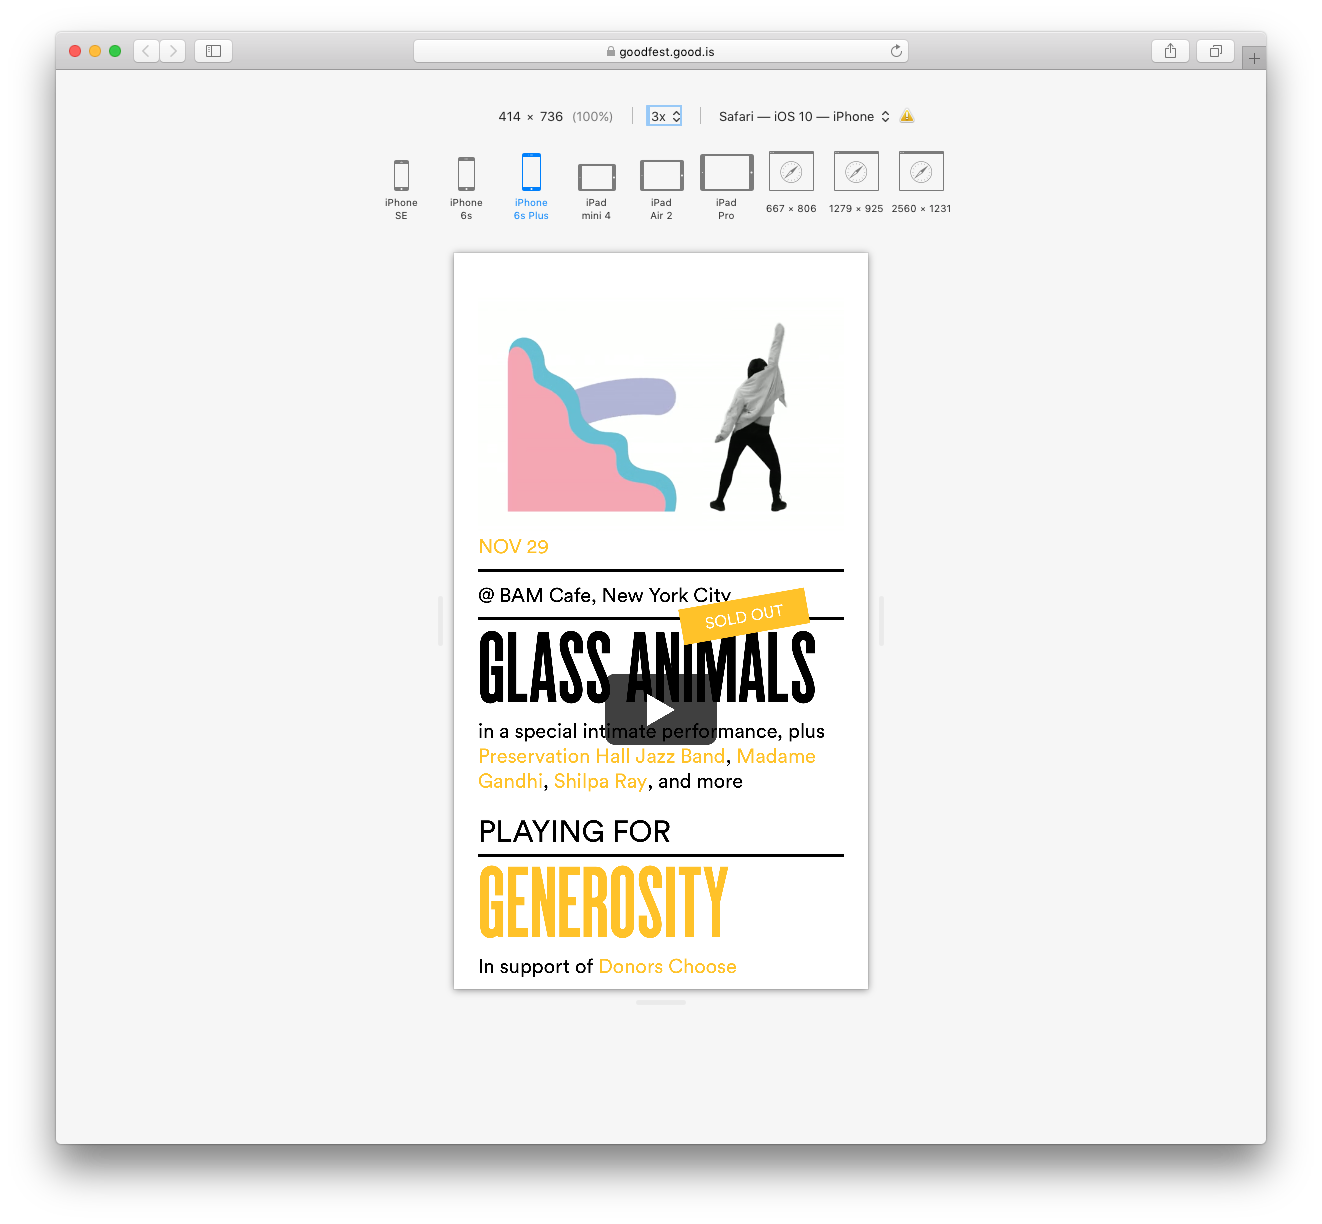 goodfest.good.is
414 × 736 (100%) 3x Safari — iOS 10 — iPhone
iPhone SE
iPhone 6s
iPhone 6s Plus
iPad mini 4
iPad Air 2
iPad Pro
667 × 806
1279 × 925
2560 × 1231
NOV 29
@ BAM Cafe, New York City
SOLD OUT
GLASS ANIMALS
in a special intimate performance, plus
Preservation Hall Jazz Band, Madame
Gandhi, Shilpa Ray, and more
PLAYING FOR
GENEROSITY
In support of Donors Choose